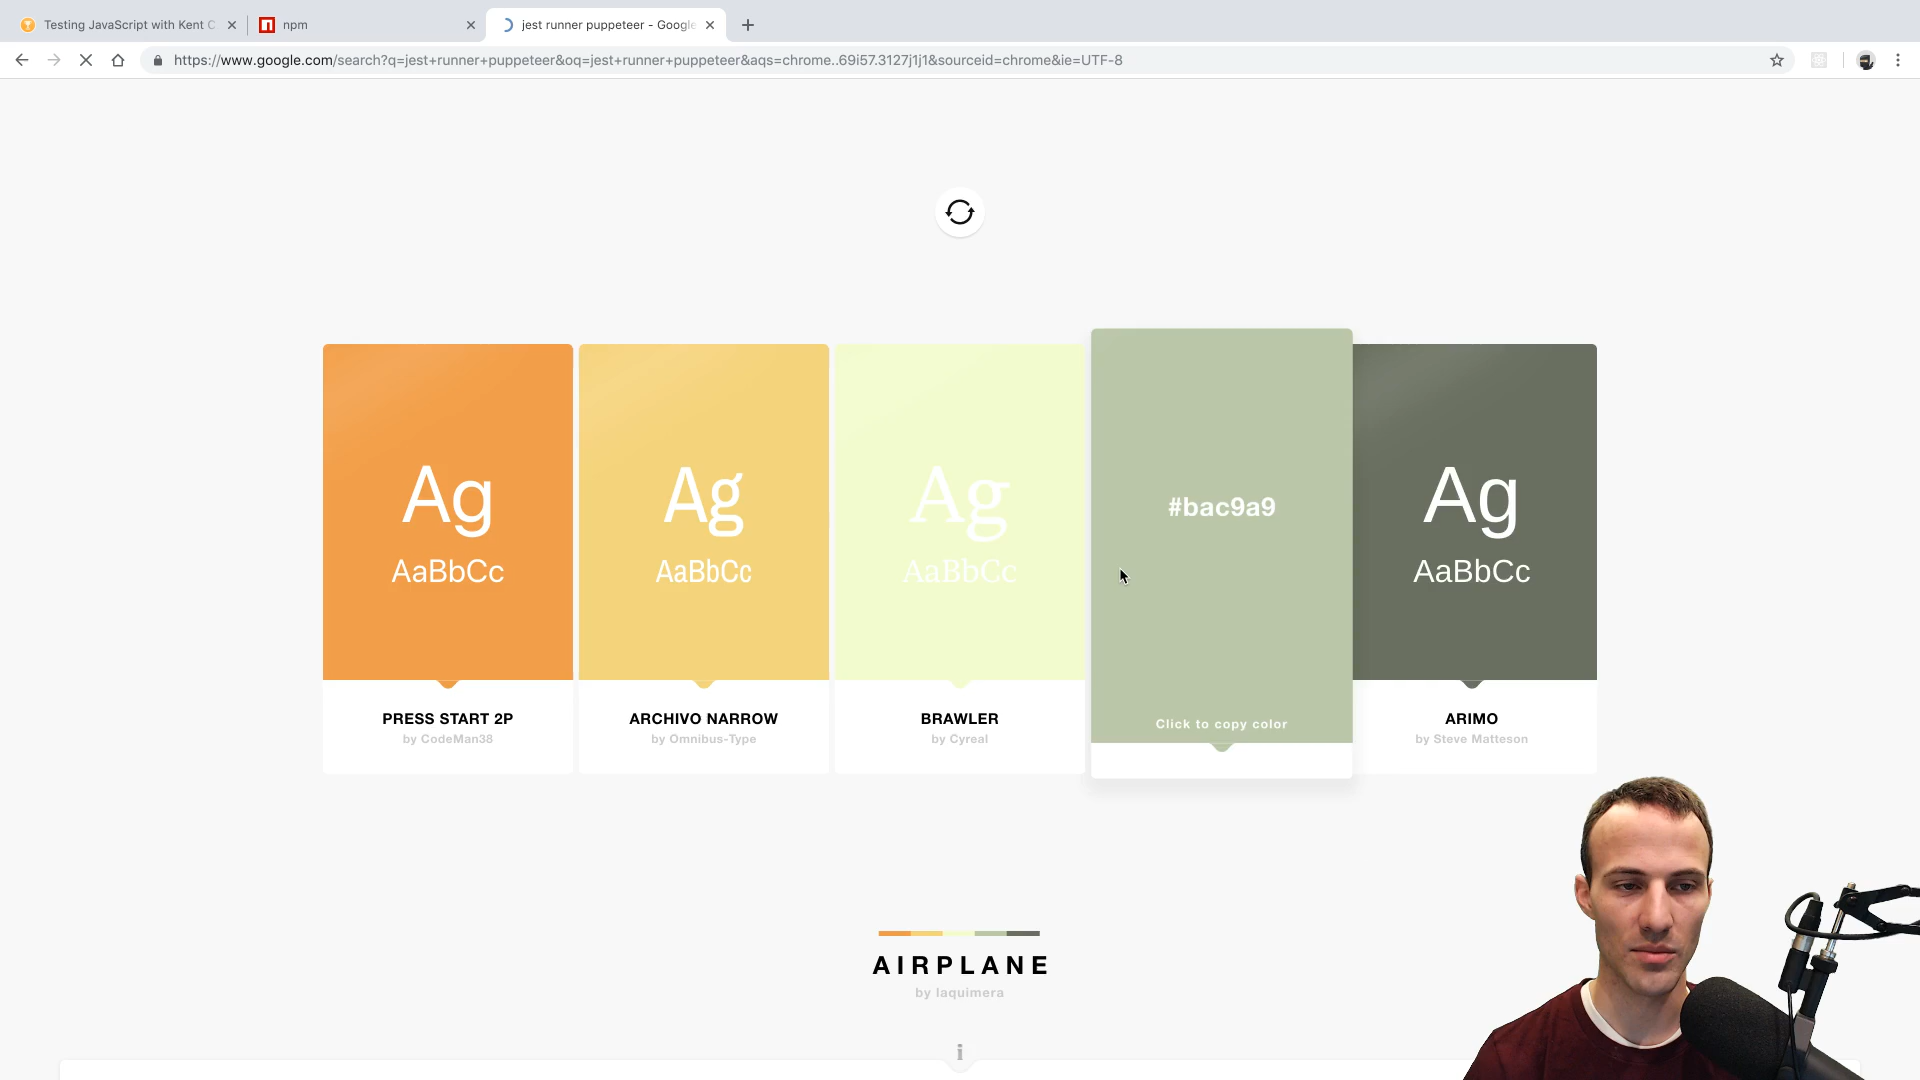 Testing JavaScript with Kent C
npm
jest runner puppeteer - Google
https://www.google.com/search?q=jest+runner+puppeteer&oq=jest+runner+puppeteer&aqs=chrome..69i57.3127j1j1&sourceid=chrome&ie=UTF-8
Ag
AaBbCc
PRESS START 2P
by CodeMan38
Ag
AaBbCc
ARCHIVO NARROW
by Omnibus-Type
Ag
AaBbCc
BRAWLER
by Cyreal
#bac9a9
Click to copy color
Ag
AaBbCc
ARIMO
by Steve Matteson
AIRPLANE
by laquimera
i